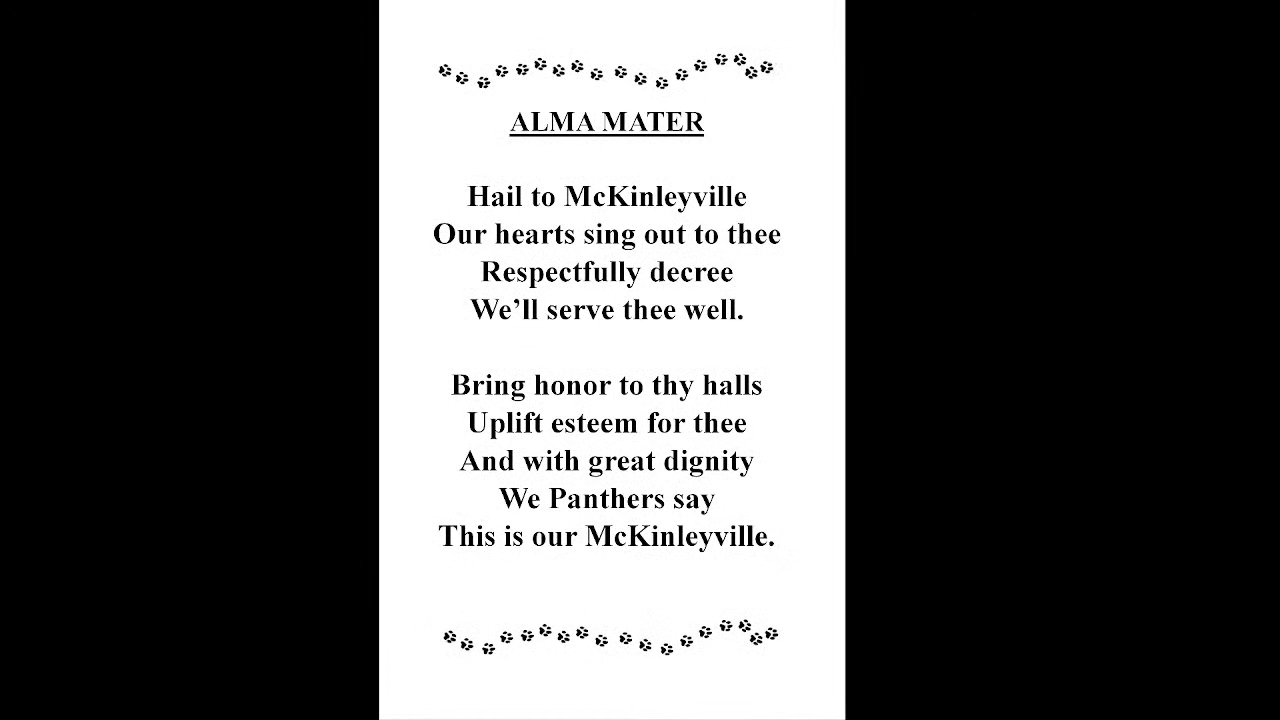 ALMA MATER
Hail to McKinleyville
Our hearts sing out to thee
Respectfully decree
We’ll serve thee well.
Bring honor to thy halls
Uplift esteem for thee
And with great dignity
We Panthers say
This is our McKinleyville.